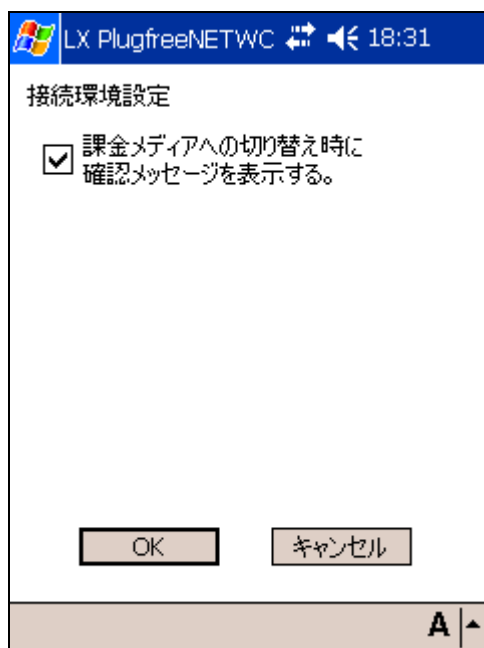 LX PlugfreeNETWC 18:31
接続環境設定
課金メディアへの切り替え時に
確認メッセージを表示する。
OK キャンセル
A